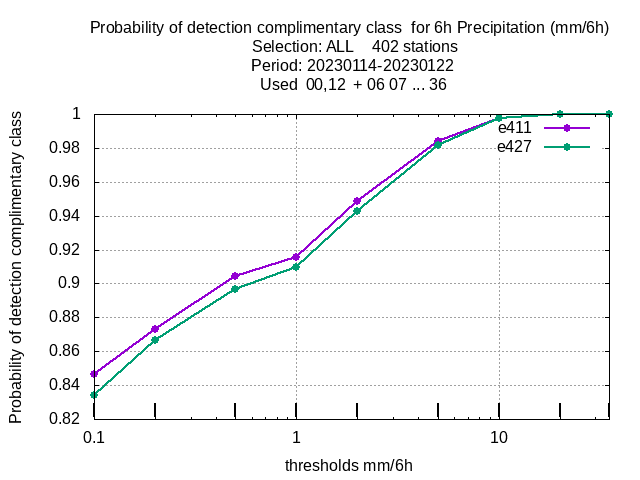 Probability of detection complimentary class  for 6h Precipitation (mm/6h)
Selection: ALL    402 stations
Period: 20230114-20230122
Used  00,12  + 06 07 ... 36
Probability of detection complimentary class
1
0.98
0.96
0.94
0.92
0.9
0.88
0.86
0.84
0.82
e411
e427
0.1
1
10
thresholds mm/6h